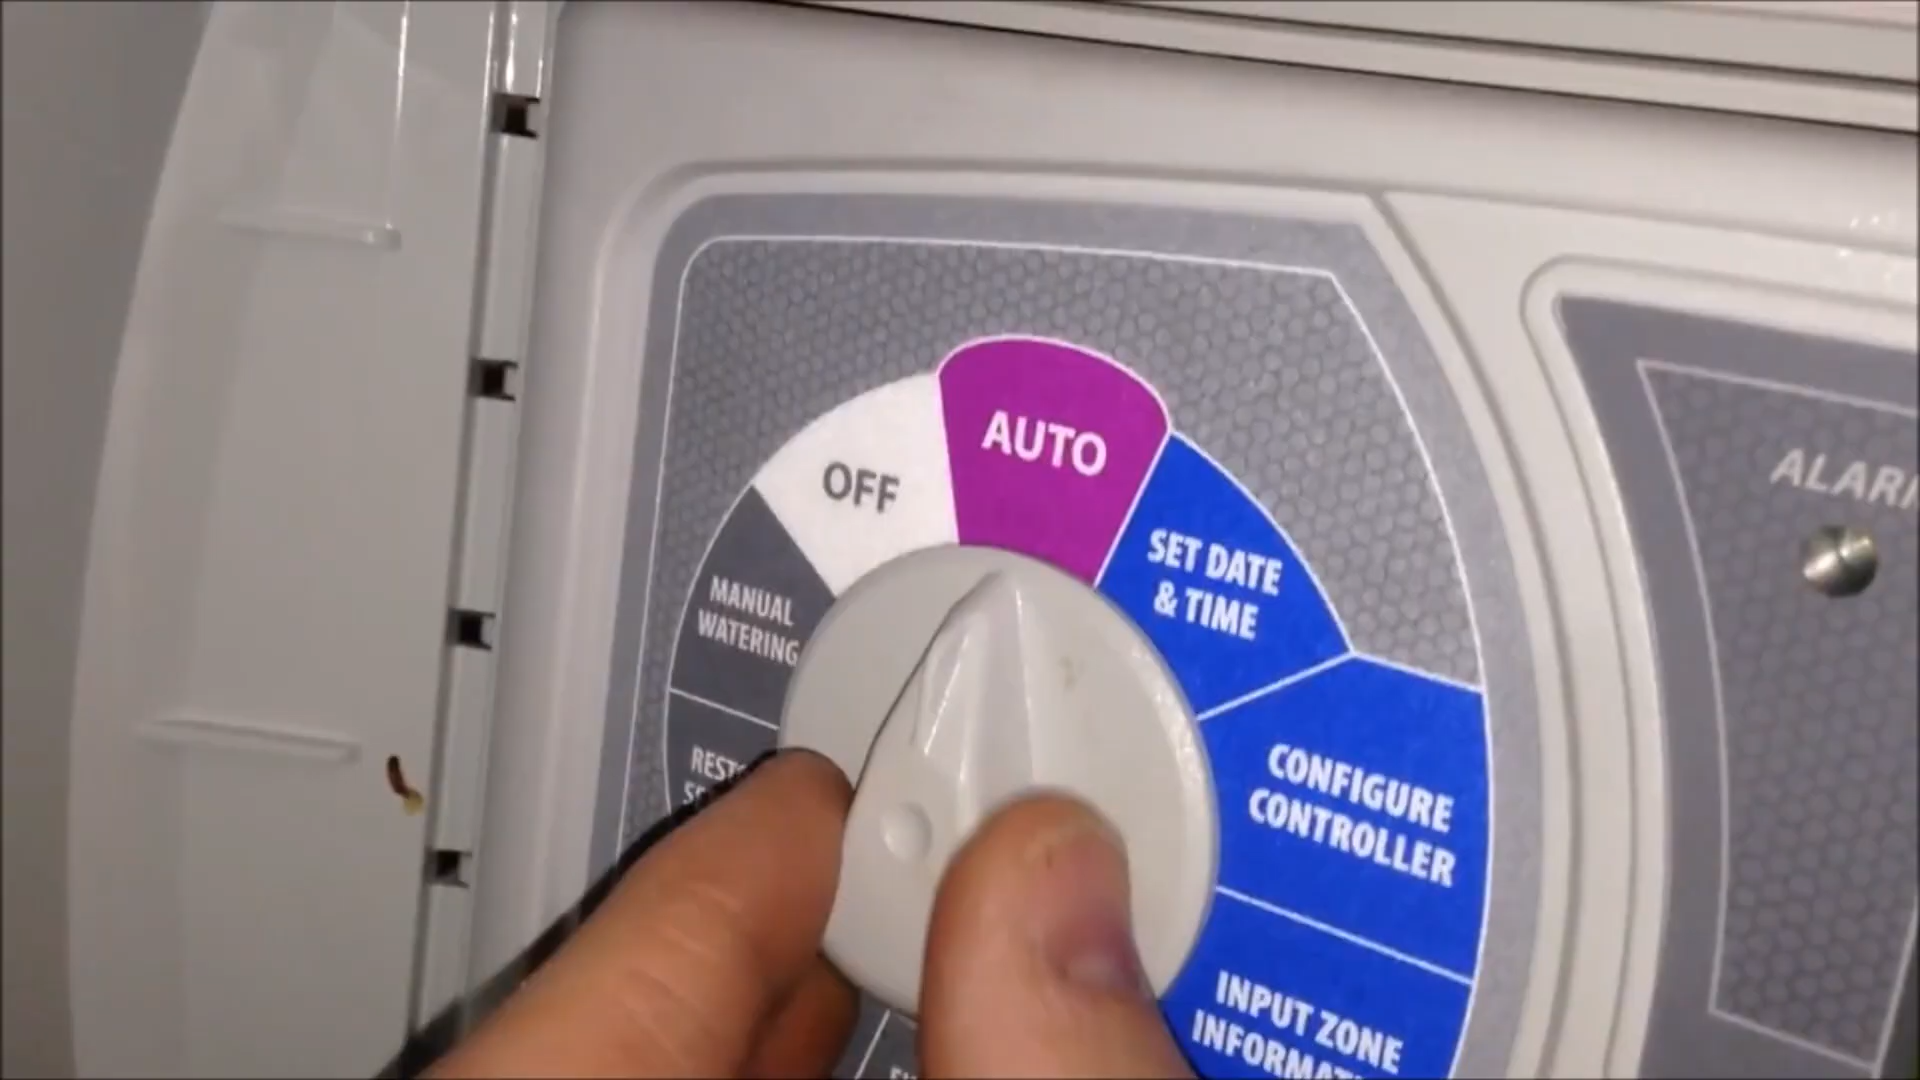 AUTO
OFF
SET DATE
& TIME
MANUAL
WATERING
CONFIGURE
CONTROLLER
INPUT ZONE